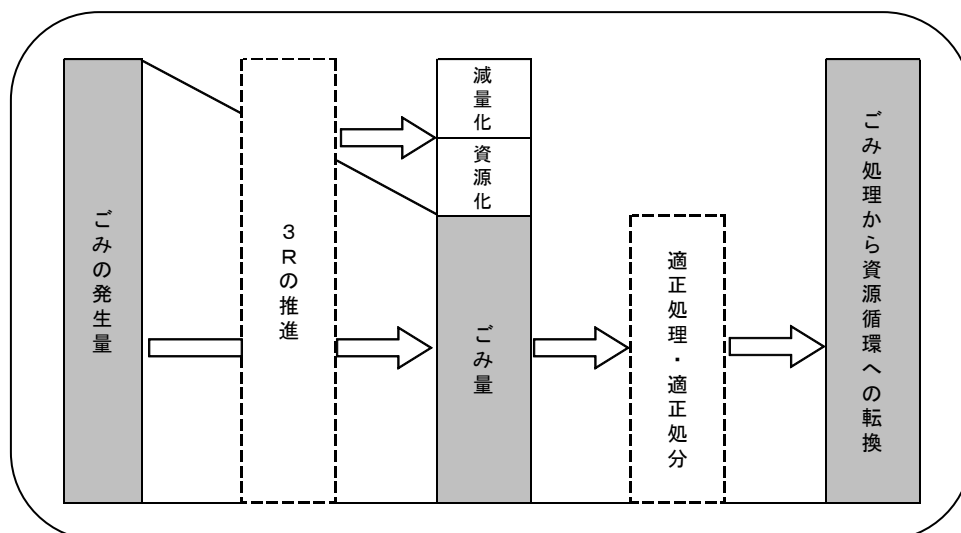 ごみの発生量
3Rの推進
減量化
資源化
ごみ量
適正処理・適正処分
ごみ処理から資源循環への転換